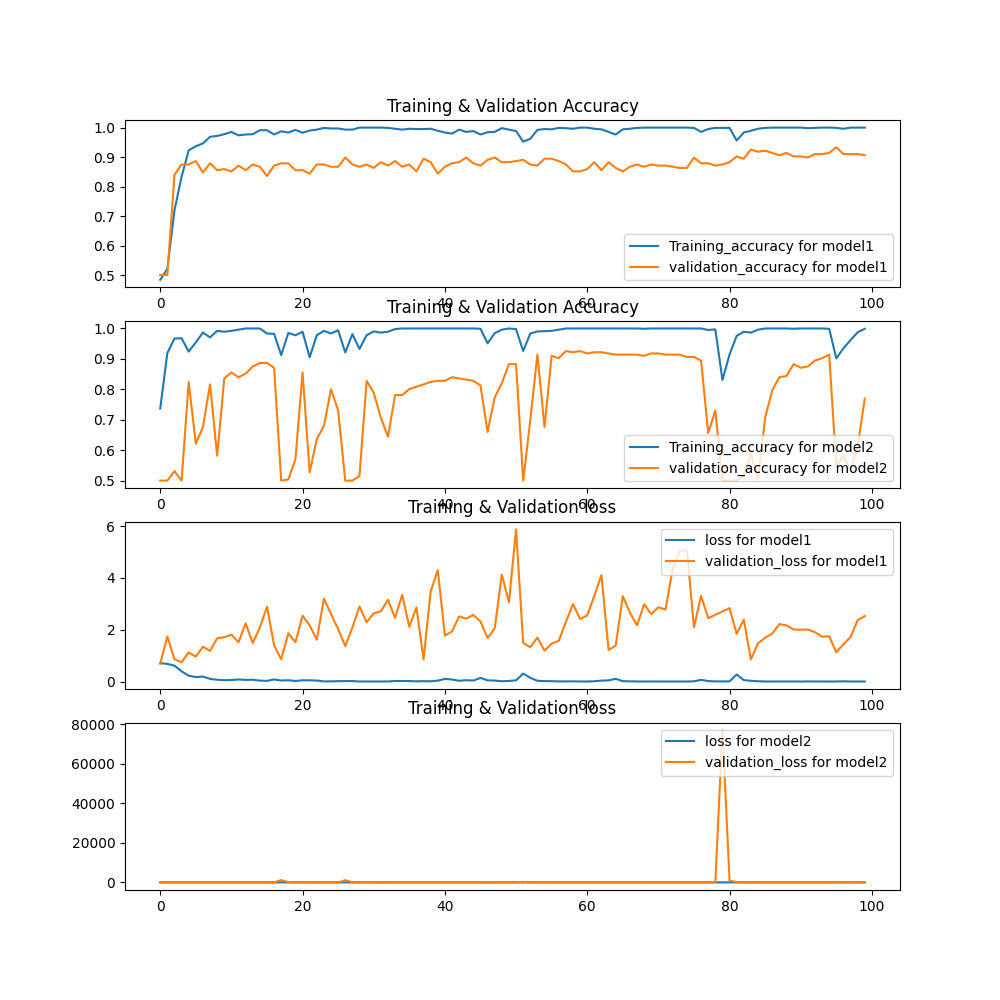 Training & Validation Accuracy
1.0
0.9
0.8
0.7
0.6
0.5
Training_accuracy for model1
validation_accuracy for model1
0 20 40 60 80 100
Training & Validation Accuracy
1.0
0.9
0.8
0.7
0.6
0.5
Training_accuracy for model2
validation_accuracy for model2
0 20 40 60 80 100
Training & Validation loss
6
4
2
0
loss for model1
validation_loss for model1
0 20 40 60 80 100
Training & Validation loss
80000
60000
40000
20000
0
loss for model2
validation_loss for model2
0 20 40 60 80 100